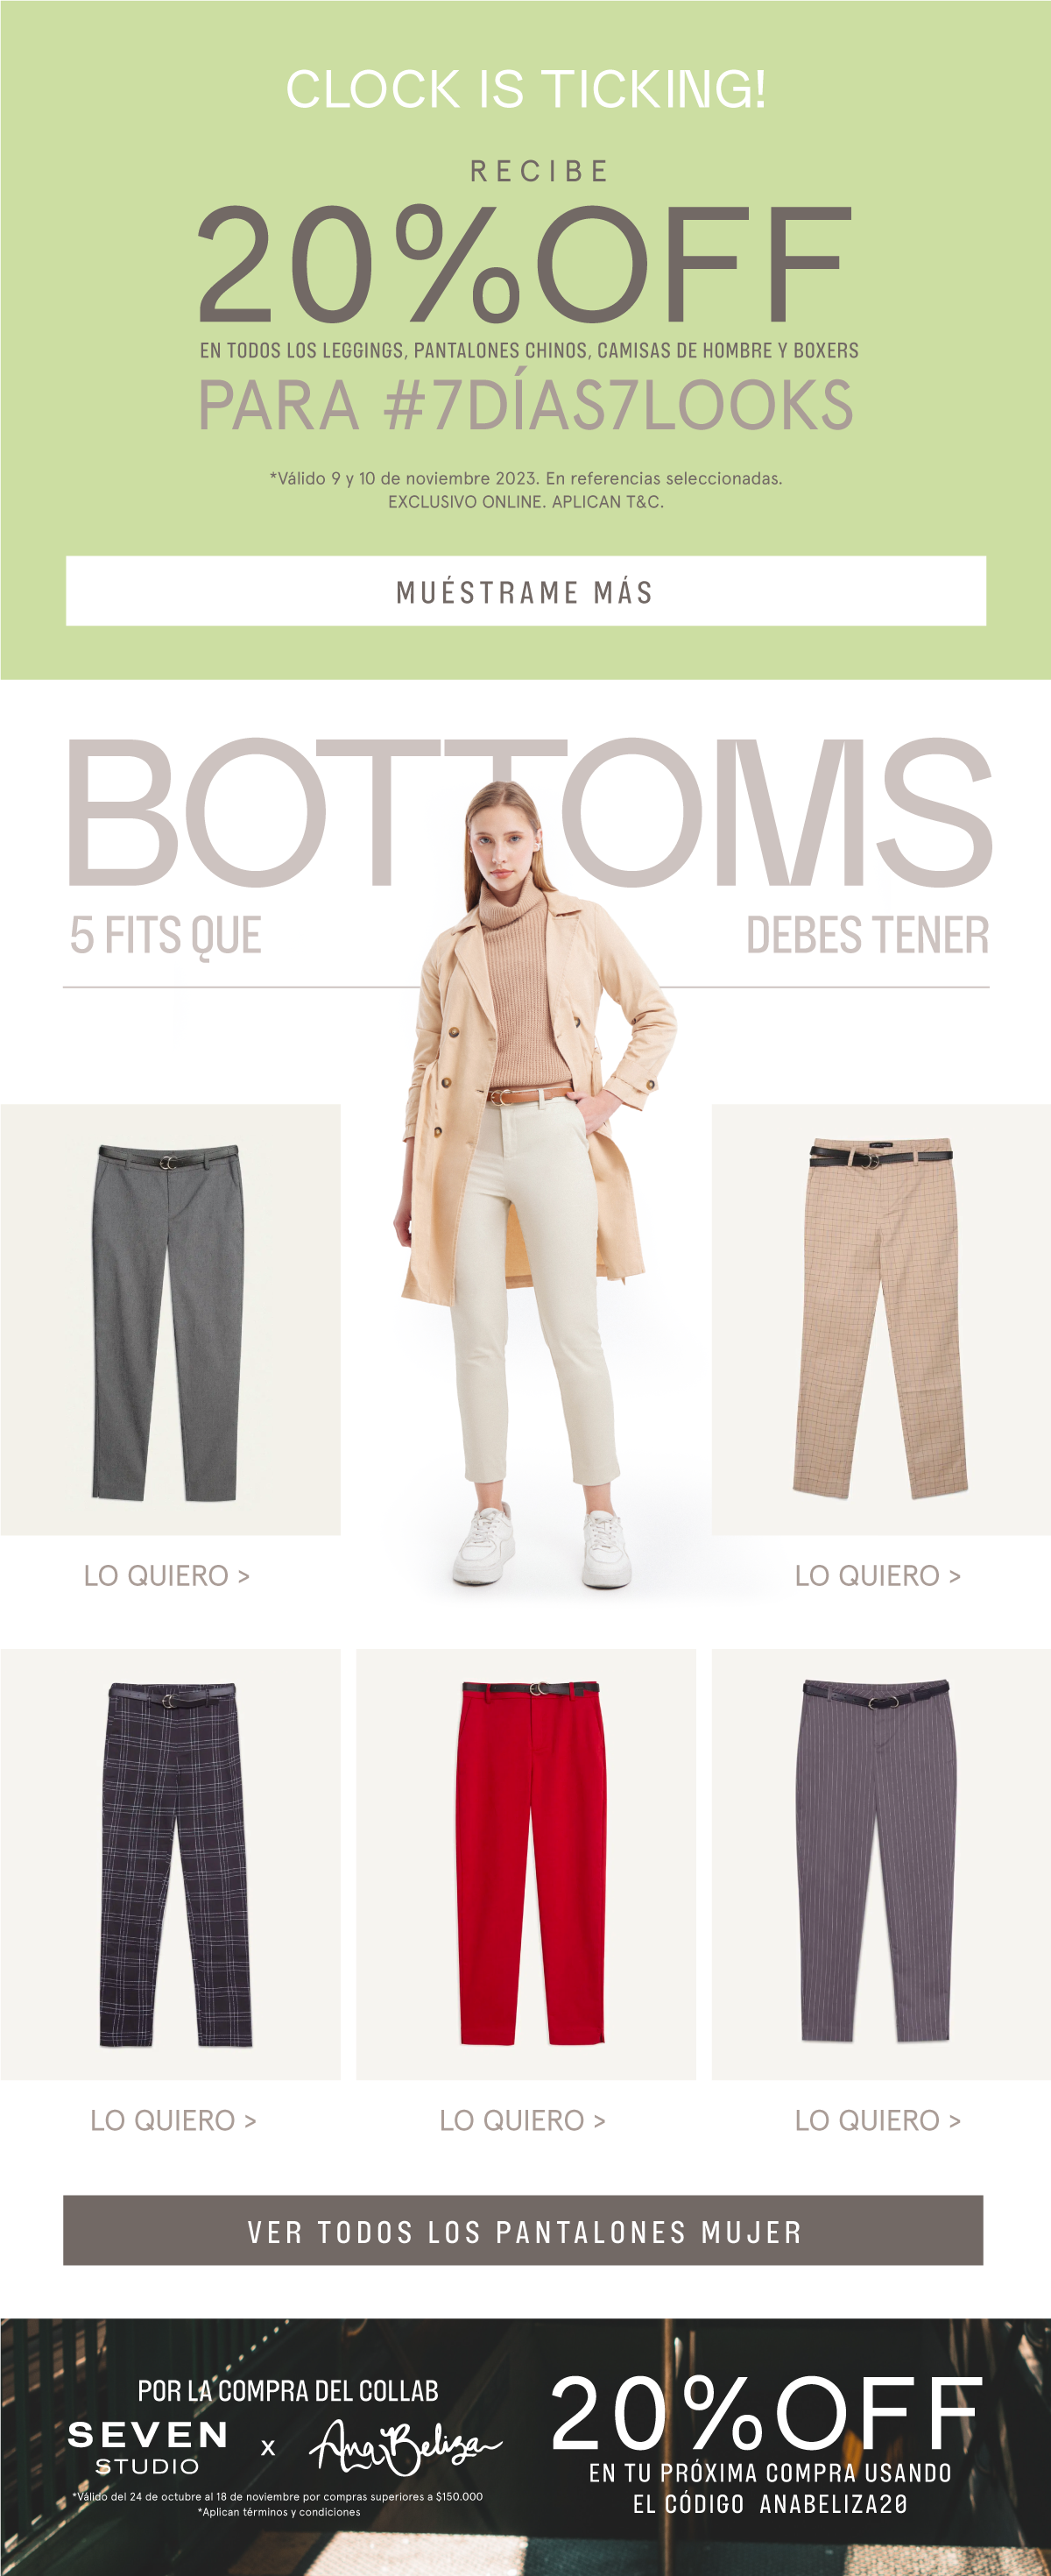 CLOCK IS TICKING!
RECIBE
20%OFF
EN TODOS LOS LEGGINGS, PANTALONES CHINOS, CAMISAS DE HOMBRE Y BOXERS
PARA #7DÍAS7LOOKS
*Válido 9 y 10 de noviembre 2023. En referencias seleccionadas.
EXCLUSIVO ONLINE. APLICAN T&C.
MUÉSTRAME MÁS
BOTTOMS
5 FITS QUE DEBES TENER
LO QUIERO >
LO QUIERO >
LO QUIERO >
LO QUIERO >
LO QUIERO >
VER TODOS LOS PANTALONES MUJER
POR LA COMPRA DEL COLLAB
SEVEN
STUDIO
x
AnaBeliza
*Válido del 24 de octubre al 18 de noviembre por compras superiores a $150.000
*Aplican términos y condiciones
20%OFF
EN TU PRÓXIMA COMPRA USANDO
EL CÓDIGO ANABELIZA20